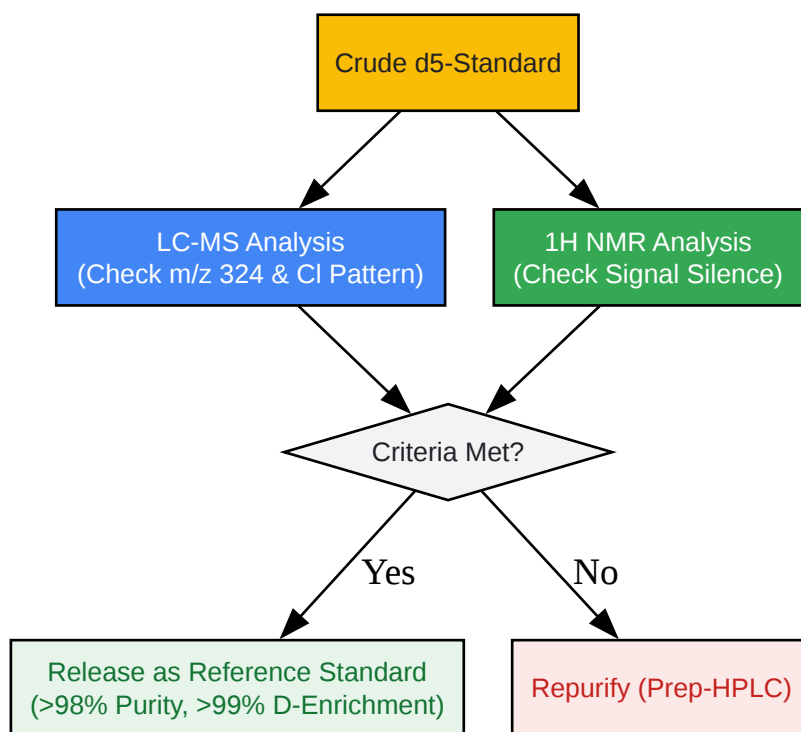 Crude d5-Standard
LC-MS Analysis
(Check m/z 324 & Cl Pattern)
1H NMR Analysis
(Check Signal Silence)
Criteria Met?
Yes
No
Release as Reference Standard
(>98% Purity, >99% D-Enrichment)
Repurify (Prep-HPLC)